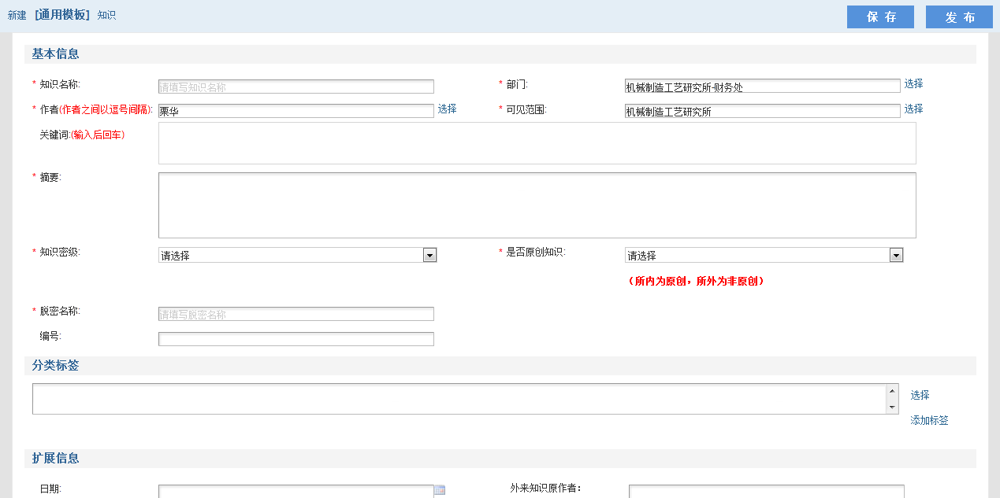 新建 [通用模板] 知识 保 存 发 布
基本信息
* 知识名称: 请填写知识名称 * 部门: 机械制造工艺研究所-财务处 选择
* 作者(作者之间以逗号间隔): 栗华 选择 * 可见范围: 机械制造工艺研究所 选择
关键词:(输入后回车)
* 摘要:
* 知识密级: 请选择 * 是否原创知识: 请选择
（所内为原创，所外为非原创）
* 脱密名称: 请填写脱密名称
编号:
分类标签
选择
添加标签
扩展信息
日期: 外来知识原作者：